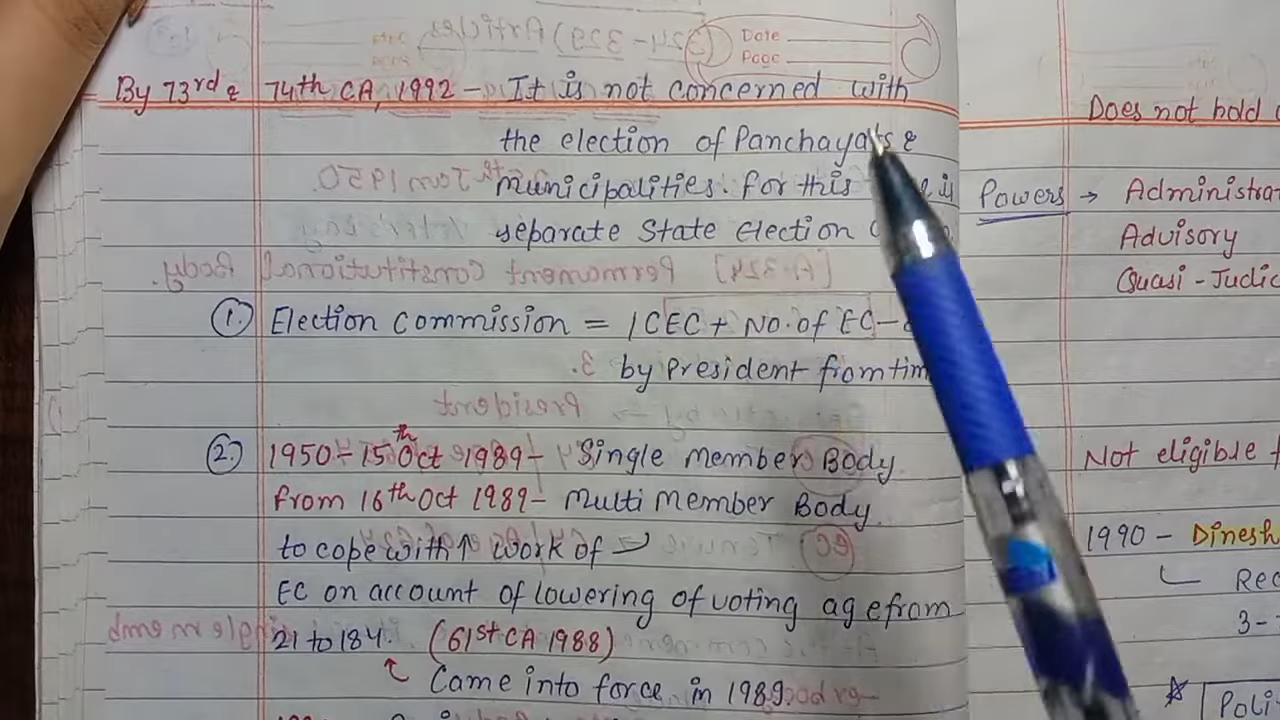 Date
Page
By 73rd & 74th CA, 1992 - It is not concerned with
the election of Panchayats &
municipalities. For this is
separate State Election
1. Election Commission = 1 CEC + No. of EC -
by President from tim
2. 1950 - 15th Oct 1989 - Single Member Body
from 16th Oct 1989 - Multi Member Body
to cope with ↑ work of
EC on account of lowering of voting age from
21 to 18y. (61st CA 1988)
Came into force in 1989.
Does not hold
Powers → Administra
Advisory
Quasi - Judic
Not eligible
1990 - Dinesh
Rec
3-
Poli